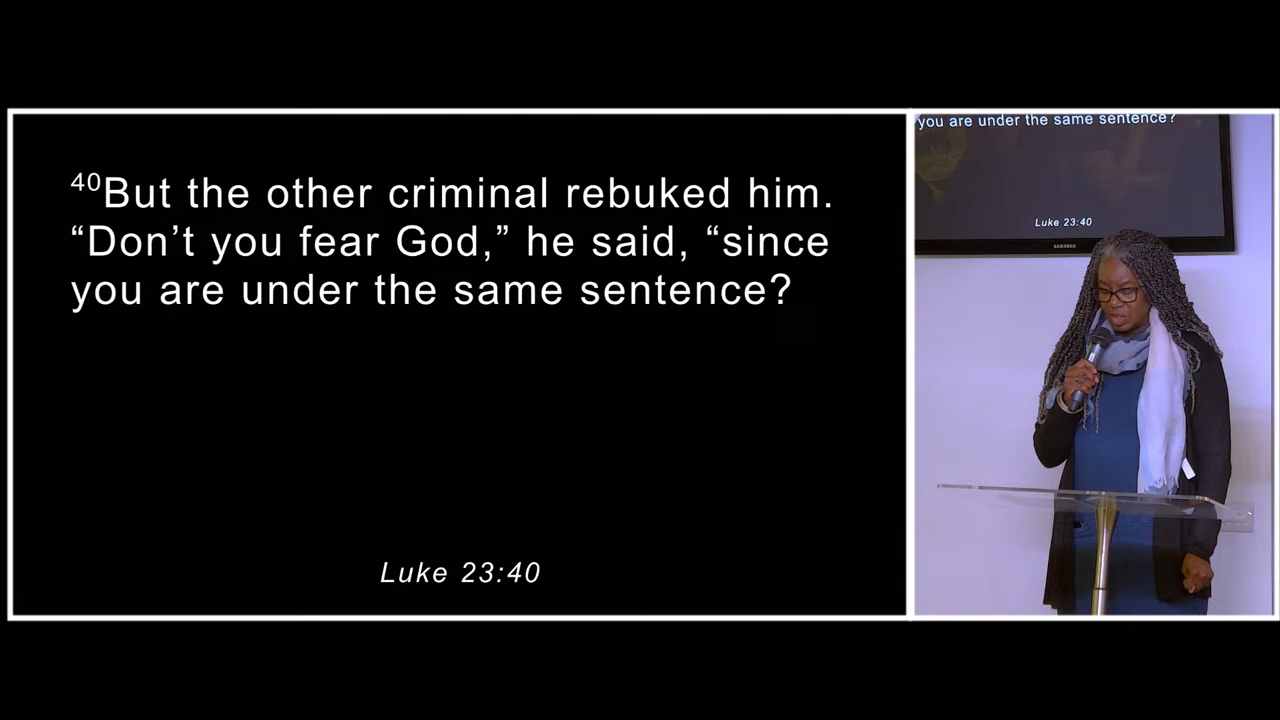 ⁴⁰But the other criminal rebuked him.
“Don’t you fear God,” he said, “since
you are under the same sentence?
Luke 23:40
you are under the same sentence?
Luke 23:40
SAMSUNG